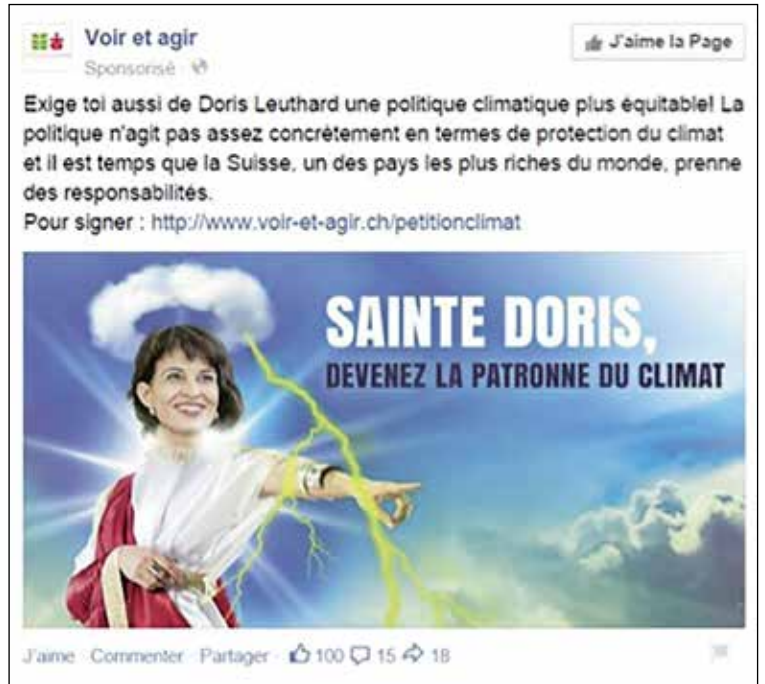 Voir et agir
J'aime la Page
Sponsorisé
Exige toi aussi de Doris Leuthard une politique climatique plus équitable! La
politique n'agit pas assez concrètement en termes de protection du climat
et il est temps que la Suisse, un des pays les plus riches du monde, prenne
des responsabilités.
Pour signer : http://www.voir-et-agir.ch/petitionclimat
SAINTE DORIS,
DEVENEZ LA PATRONNE DU CLIMAT
J'aime Commenter Partager 100 15 18